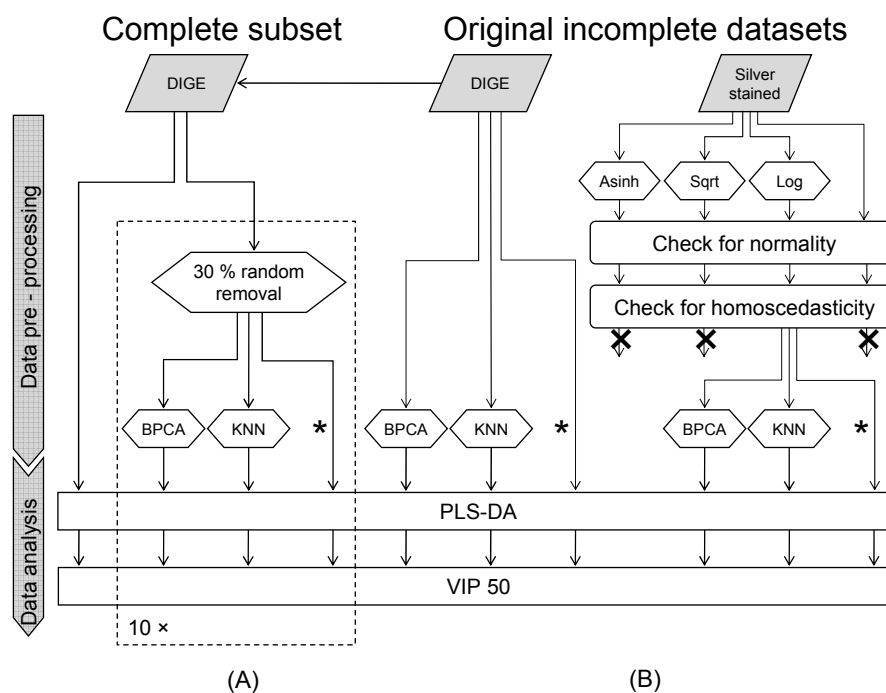 Complete subset
Original incomplete datasets
DIGE
DIGE
Silver
stained
Asinh
Sqrt
Log
Check for normality
30 % random
removal
Check for homoscedasticity
BPCA
KNN
*
BPCA
KNN
*
BPCA
KNN
*
PLS-DA
VIP 50
10 ×
Data pre - processing
Data analysis
(A)
(B)